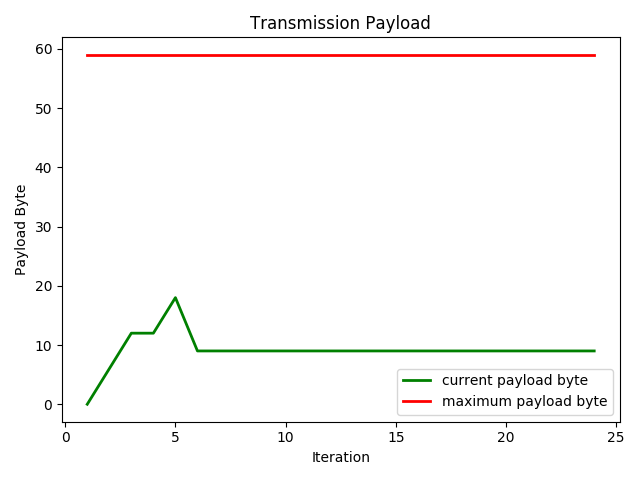 Transmission Payload
60
50
40
30
20
10
0
Payload Byte
current payload byte
maximum payload byte
0 5 10 15 20 25
Iteration